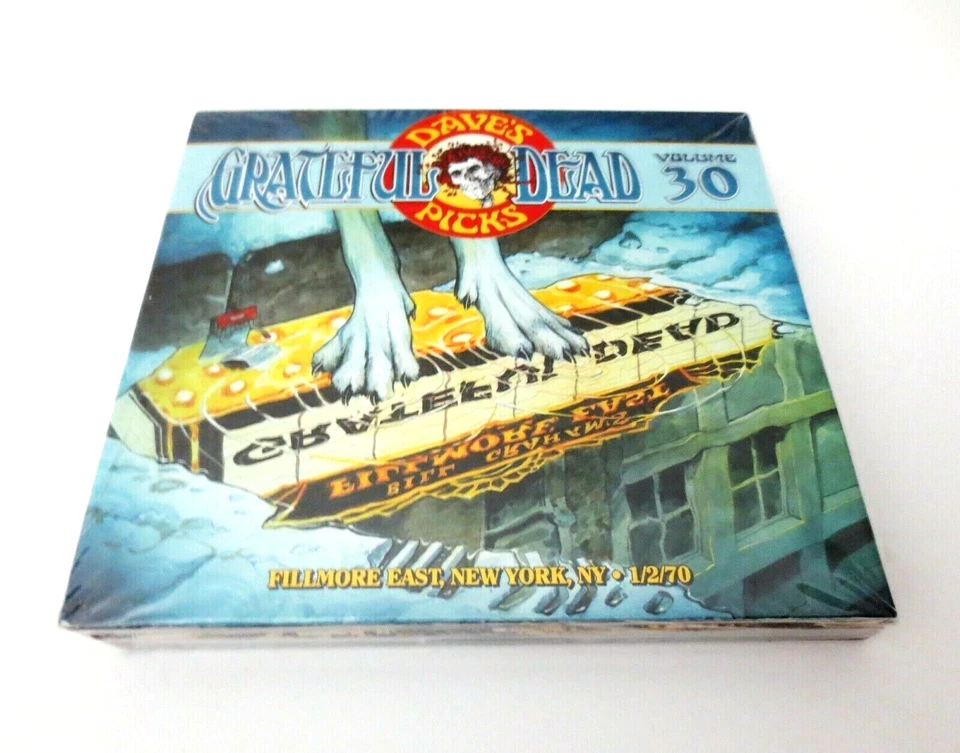 DAVE'S
GRATEFUL DEAD
VOLUME
30
PICKS
GRATEFUL DEAD
FILLMORE EAST
BILL GRAHAM'S
FILLMORE EAST, NEW YORK, NY • 1/2/70